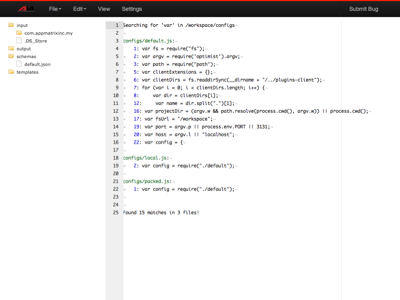 File Edit View Settings Submit Bug
input
com.appmatrixinc.my
.DS_Store
output
schemas
default.json
templates
1 Searching for 'var' in /workspace/configs
2
3 configs/default.js:
4 1: var fs = require("fs");
5 2: var argv = require('optimist').argv;
6 3: var path = require("path");
7 5: var clientExtensions = {};
8 6: var clientDirs = fs.readdirSync(__dirname + "/../plugins-client");
9 7: for (var i = 0; i < clientDirs.length; i++) {
10 8: var dir = clientDirs[i];
11 12: var name = dir.split(".")[1];
12 16: var projectDir = (argv.w && path.resolve(process.cwd(), argv.w)) || process.cwd();
13 17: var fsUrl = "/workspace";
14 19: var port = argv.p || process.env.PORT || 3131;
15 20: var host = argv.l || "localhost";
16 22: var config = {
17
18 configs/local.js:
19 2: var config = require("./default");
20
21 configs/packed.js:
22 1: var config = require("./default");
23
24
25 Found 15 matches in 3 files!